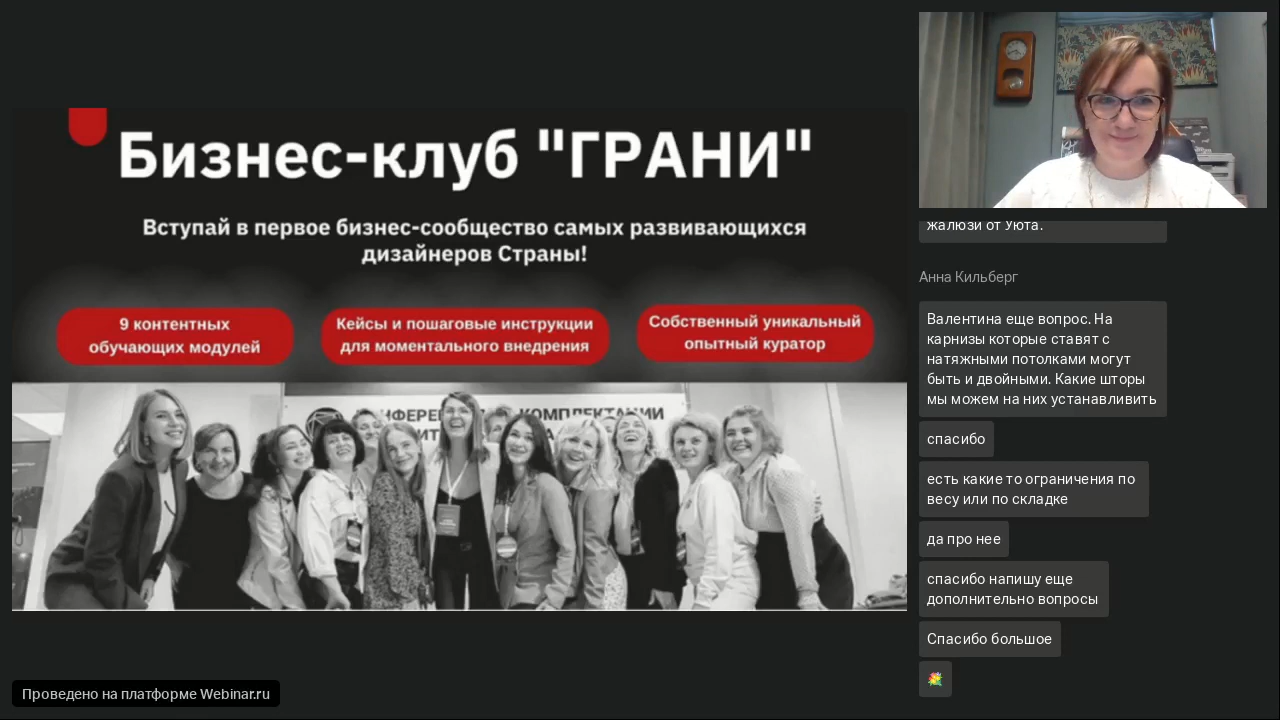 Бизнес-клуб "ГРАНИ"
Вступай в первое бизнес-сообщество самых развивающихся
дизайнеров Страны!
9 контентных
обучающих модулей
Кейсы и пошаговые инструкции
для моментального внедрения
Собственный уникальный
опытный куратор
КОМПЛЕКТАЦИИ
Проведено на платформе Webinar.ru
жалюзи от Уюта.
Анна Кильберг
Валентина еще вопрос. На
карнизы которые ставят с
натяжными потолками могут
быть и двойными. Какие шторы
мы можем на них устанавливить
спасибо
есть какие то ограничения по
весу или по складке
да про нее
спасибо напишу еще
дополнительно вопросы
Спасибо большое